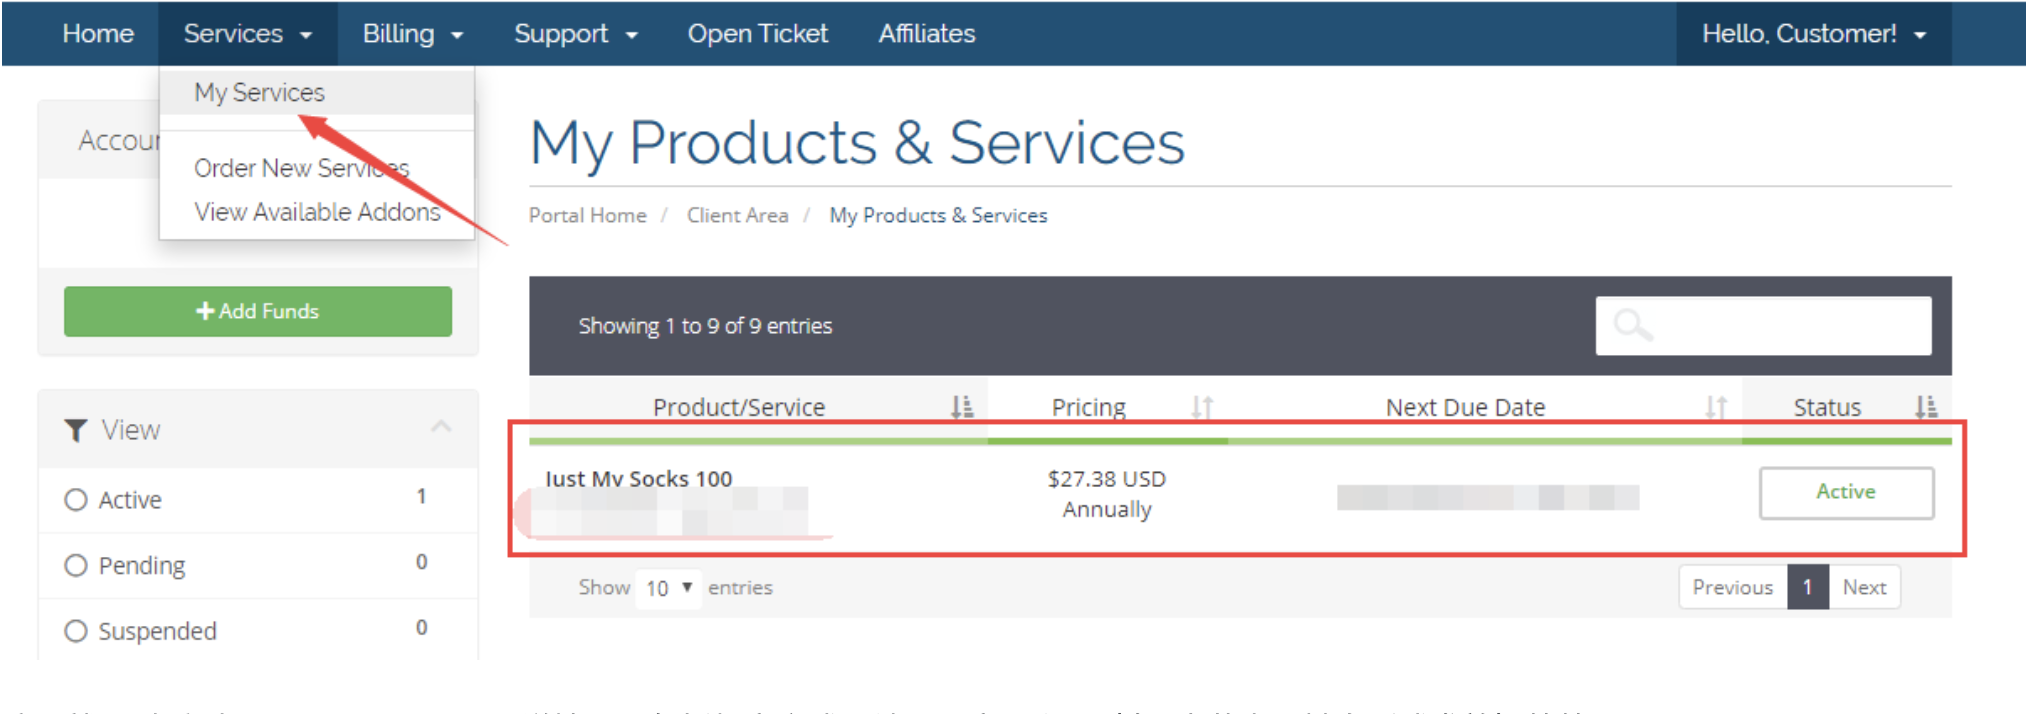 Home Services Billing Support Open Ticket Affiliates Hello, Customer!
My Services
Order New Services
View Available Addons
Add Funds
View
Active 1
Pending 0
Suspended 0
My Products & Services
Portal Home / Client Area / My Products & Services
Showing 1 to 9 of 9 entries
Product/Service Pricing Next Due Date Status
Just My Socks 100 $27.38 USD Annually Active
Show 10 entries
Previous 1 Next